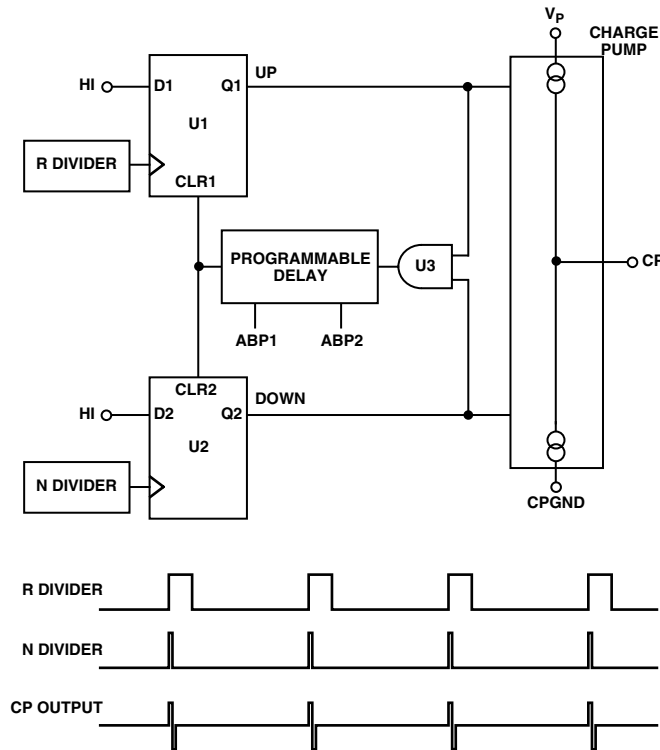 VP
CHARGE
PUMP
HI
D1
Q1
UP
U1
R DIVIDER
CLR1
PROGRAMMABLE
DELAY
U3
CP
ABP1
ABP2
CLR2
DOWN
HI
D2
Q2
U2
N DIVIDER
CPGND
R DIVIDER
N DIVIDER
CP OUTPUT